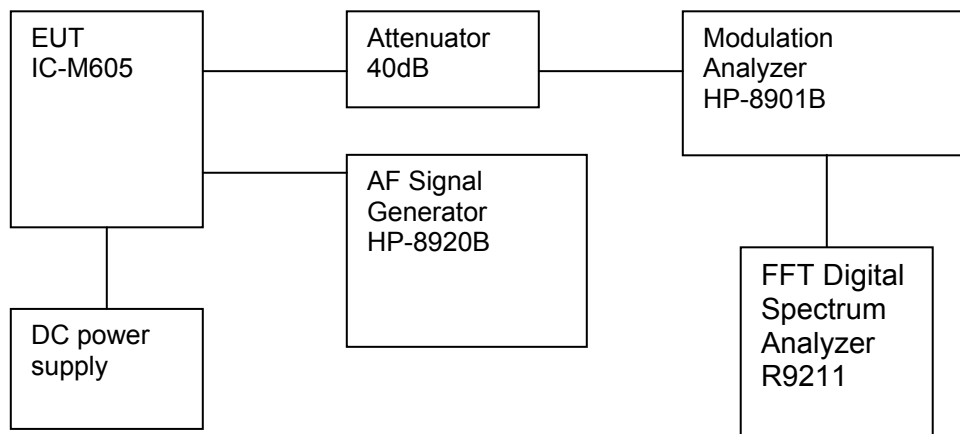 EUT
IC-M605
Attenuator
40dB
Modulation
Analyzer
HP-8901B
AF Signal
Generator
HP-8920B
DC power
supply
FFT Digital
Spectrum
Analyzer
R9211